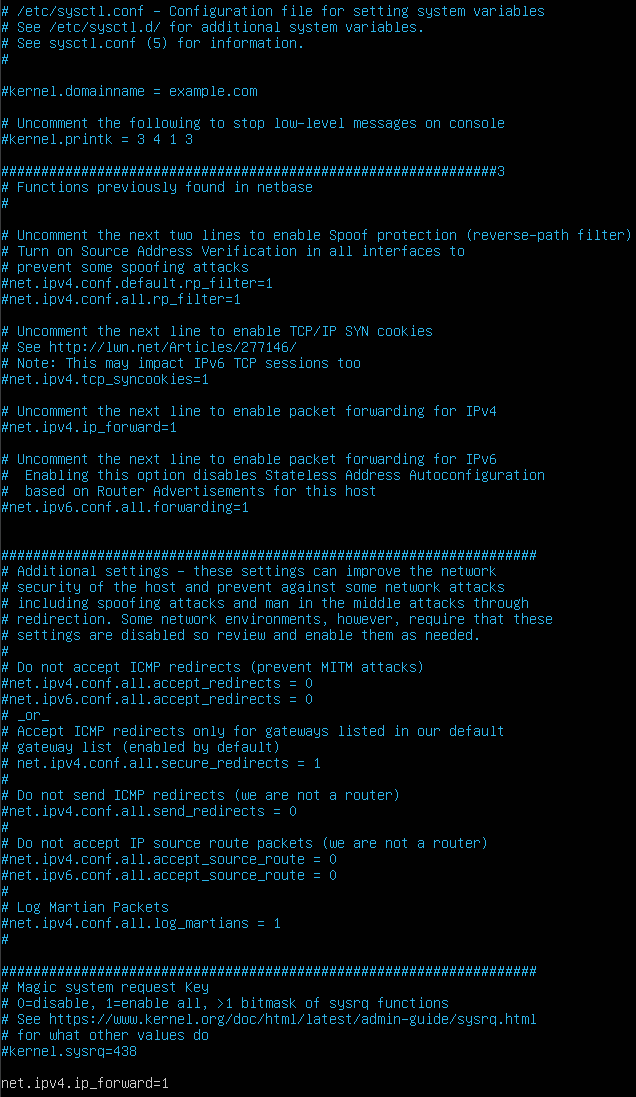 # /etc/sysctl.conf - Configuration file for setting system variables
# See /etc/sysctl.d/ for additional system variables.
# See sysctl.conf (5) for information.
#
#kernel.domainname = example.com
# Uncomment the following to stop low-level messages on console
#kernel.printk = 3 4 1 3
##############################################################3
# Functions previously found in netbase
#
# Uncomment the next two lines to enable Spoof protection (reverse-path filter)
# Turn on Source Address Verification in all interfaces to
# prevent some spoofing attacks
#net.ipv4.conf.default.rp_filter=1
#net.ipv4.conf.all.rp_filter=1
# Uncomment the next line to enable TCP/IP SYN cookies
# See http://lwn.net/Articles/277146/
# Note: This may impact IPv6 TCP sessions too
#net.ipv4.tcp_syncookies=1
# Uncomment the next line to enable packet forwarding for IPv4
#net.ipv4.ip_forward=1
# Uncomment the next line to enable packet forwarding for IPv6
#  Enabling this option disables Stateless Address Autoconfiguration
#  based on Router Advertisements for this host
#net.ipv6.conf.all.forwarding=1
###################################################################
# Additional settings - these settings can improve the network
# security of the host and prevent against some network attacks
# including spoofing attacks and man in the middle attacks through
# redirection. Some network environments, however, require that these
# settings are disabled so review and enable them as needed.
#
# Do not accept ICMP redirects (prevent MITM attacks)
#net.ipv4.conf.all.accept_redirects = 0
#net.ipv6.conf.all.accept_redirects = 0
# _or_
# Accept ICMP redirects only for gateways listed in our default
# gateway list (enabled by default)
# net.ipv4.conf.all.secure_redirects = 1
#
# Do not send ICMP redirects (we are not a router)
#net.ipv4.conf.all.send_redirects = 0
#
# Do not accept IP source route packets (we are not a router)
#net.ipv4.conf.all.accept_source_route = 0
#net.ipv6.conf.all.accept_source_route = 0
#
# Log Martian Packets
#net.ipv4.conf.all.log_martians = 1
#
###################################################################
# Magic system request Key
# 0=disable, 1=enable all, >1 bitmask of sysrq functions
# See https://www.kernel.org/doc/html/latest/admin-guide/sysrq.html
# for what other values do
#kernel.sysrq=438
net.ipv4.ip_forward=1